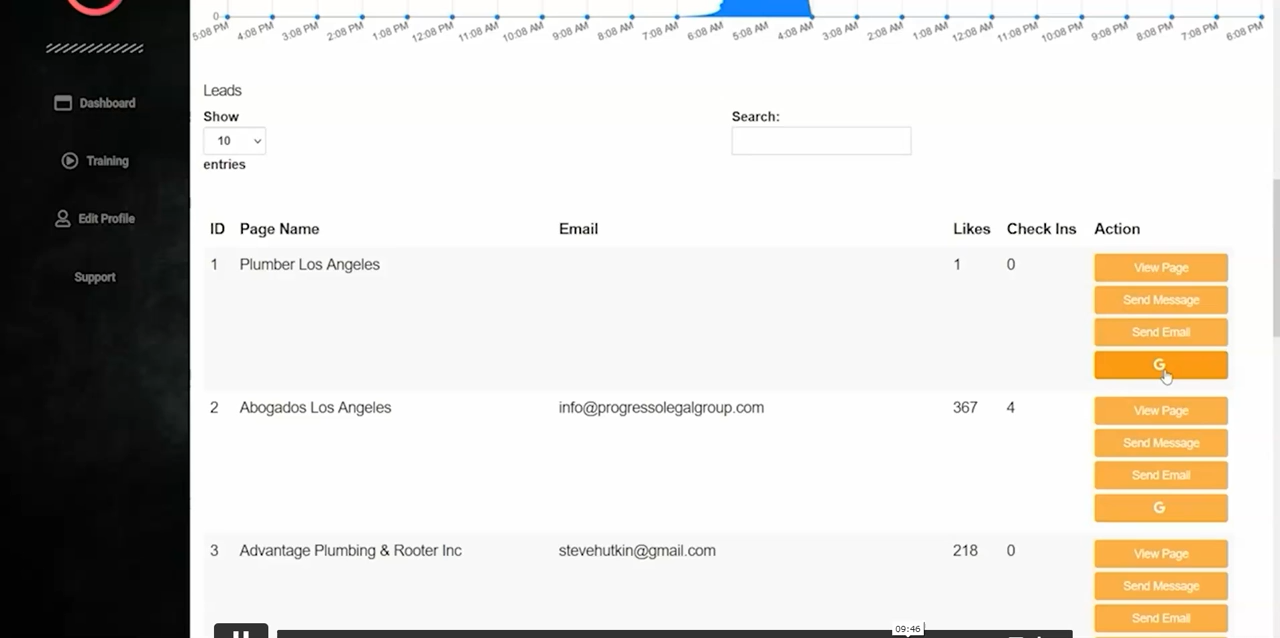 0
5:08 PM 4:08 PM 3:08 PM 2:08 PM 1:08 PM 12:08 PM 11:08 AM 10:08 AM 9:08 AM 8:08 AM 7:08 AM 6:08 AM 5:08 AM 4:08 AM 3:08 AM 2:08 AM 1:08 AM 12:08 AM 11:08 PM 10:08 PM 9:08 PM 8:08 PM 7:08 PM 6:08 PM
Dashboard
Training
Edit Profile
Support
Leads
Show
10
entries
Search:
ID Page Name Email Likes Check Ins Action
1 Plumber Los Angeles 1 0 View Page
Send Message
Send Email
G
2 Abogados Los Angeles info@progressolegalgroup.com 367 4 View Page
Send Message
Send Email
G
3 Advantage Plumbing & Rooter Inc stevehutkin@gmail.com 218 0 View Page
Send Message
Send Email
09:46